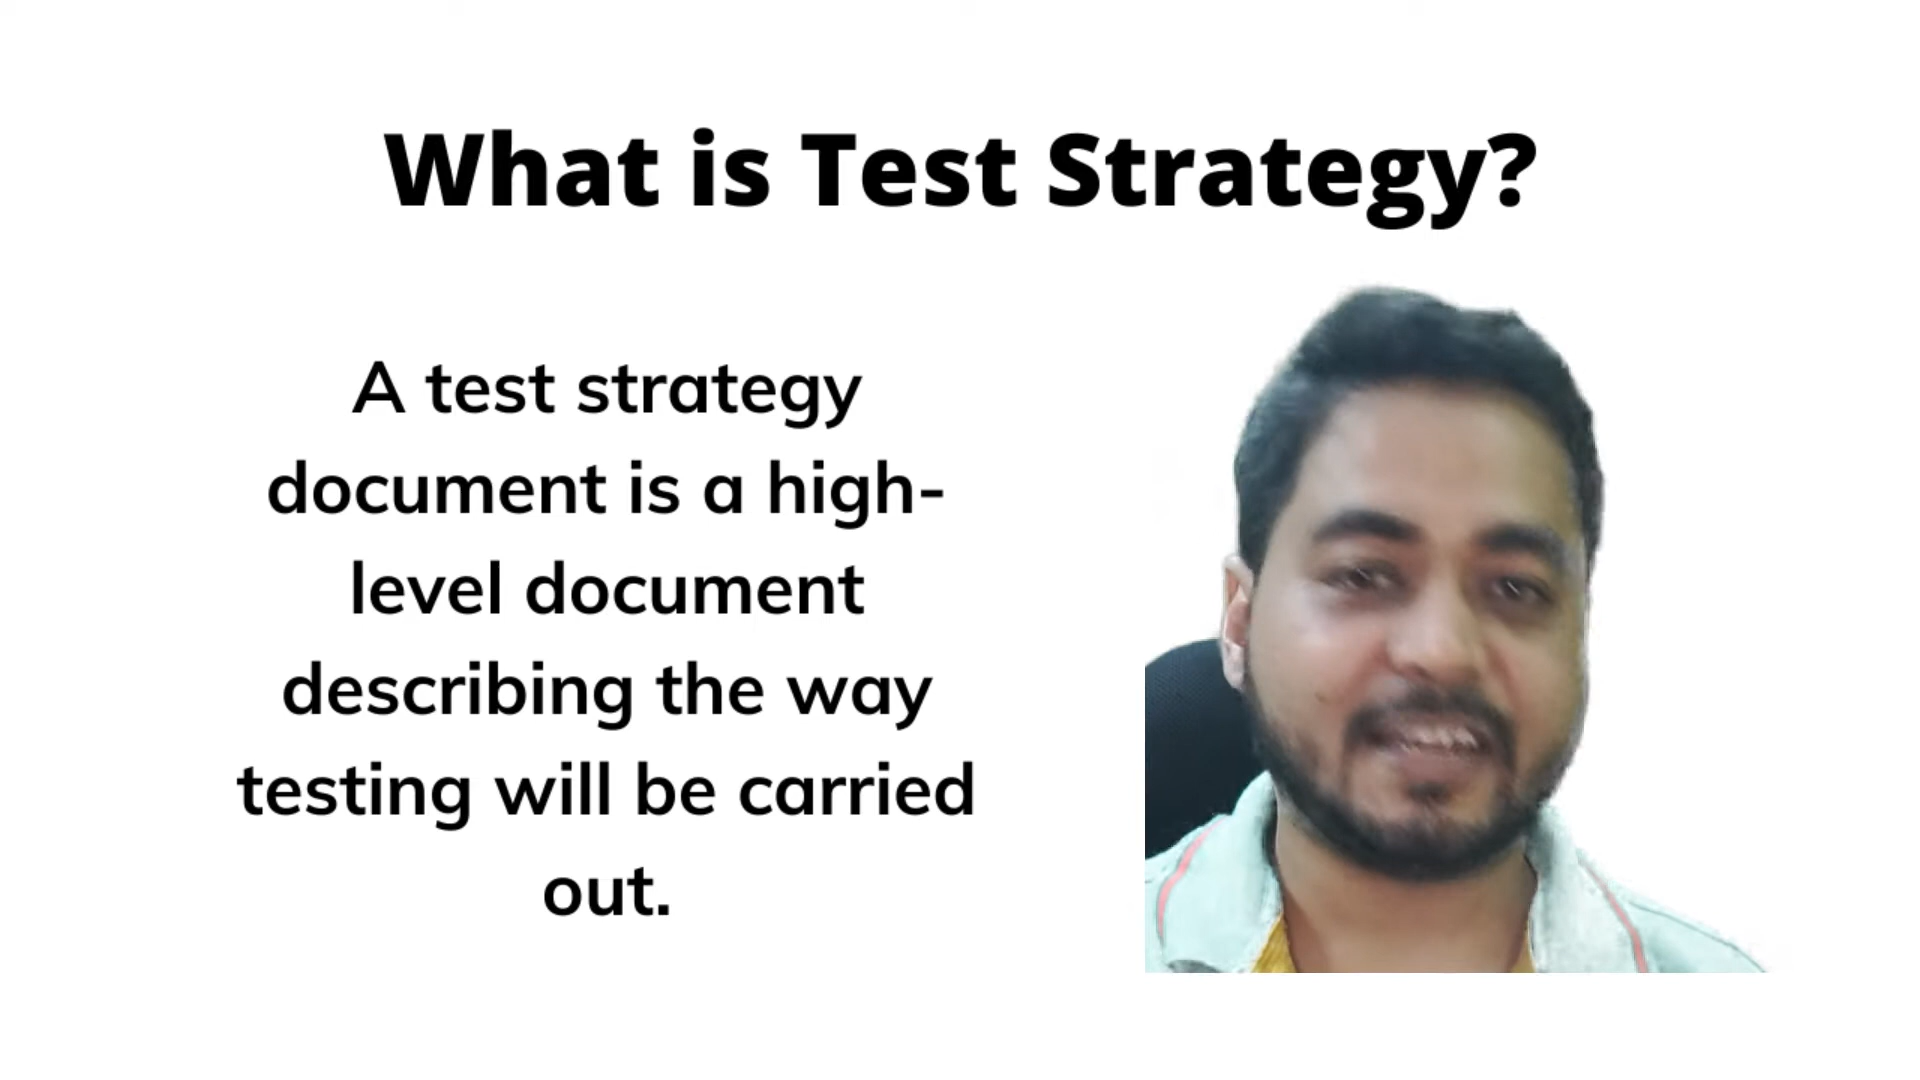 What is Test Strategy?
A test strategy
document is a high-
level document
describing the way
testing will be carried
out.